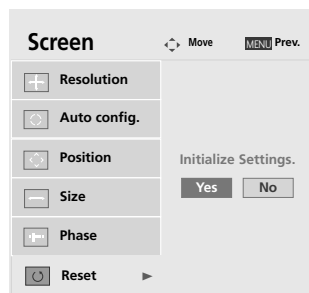 Screen
Move
MENU Prev.
Resolution
Auto config.
Position
Size
Phase
Reset
Initialize Settings.
Yes
No